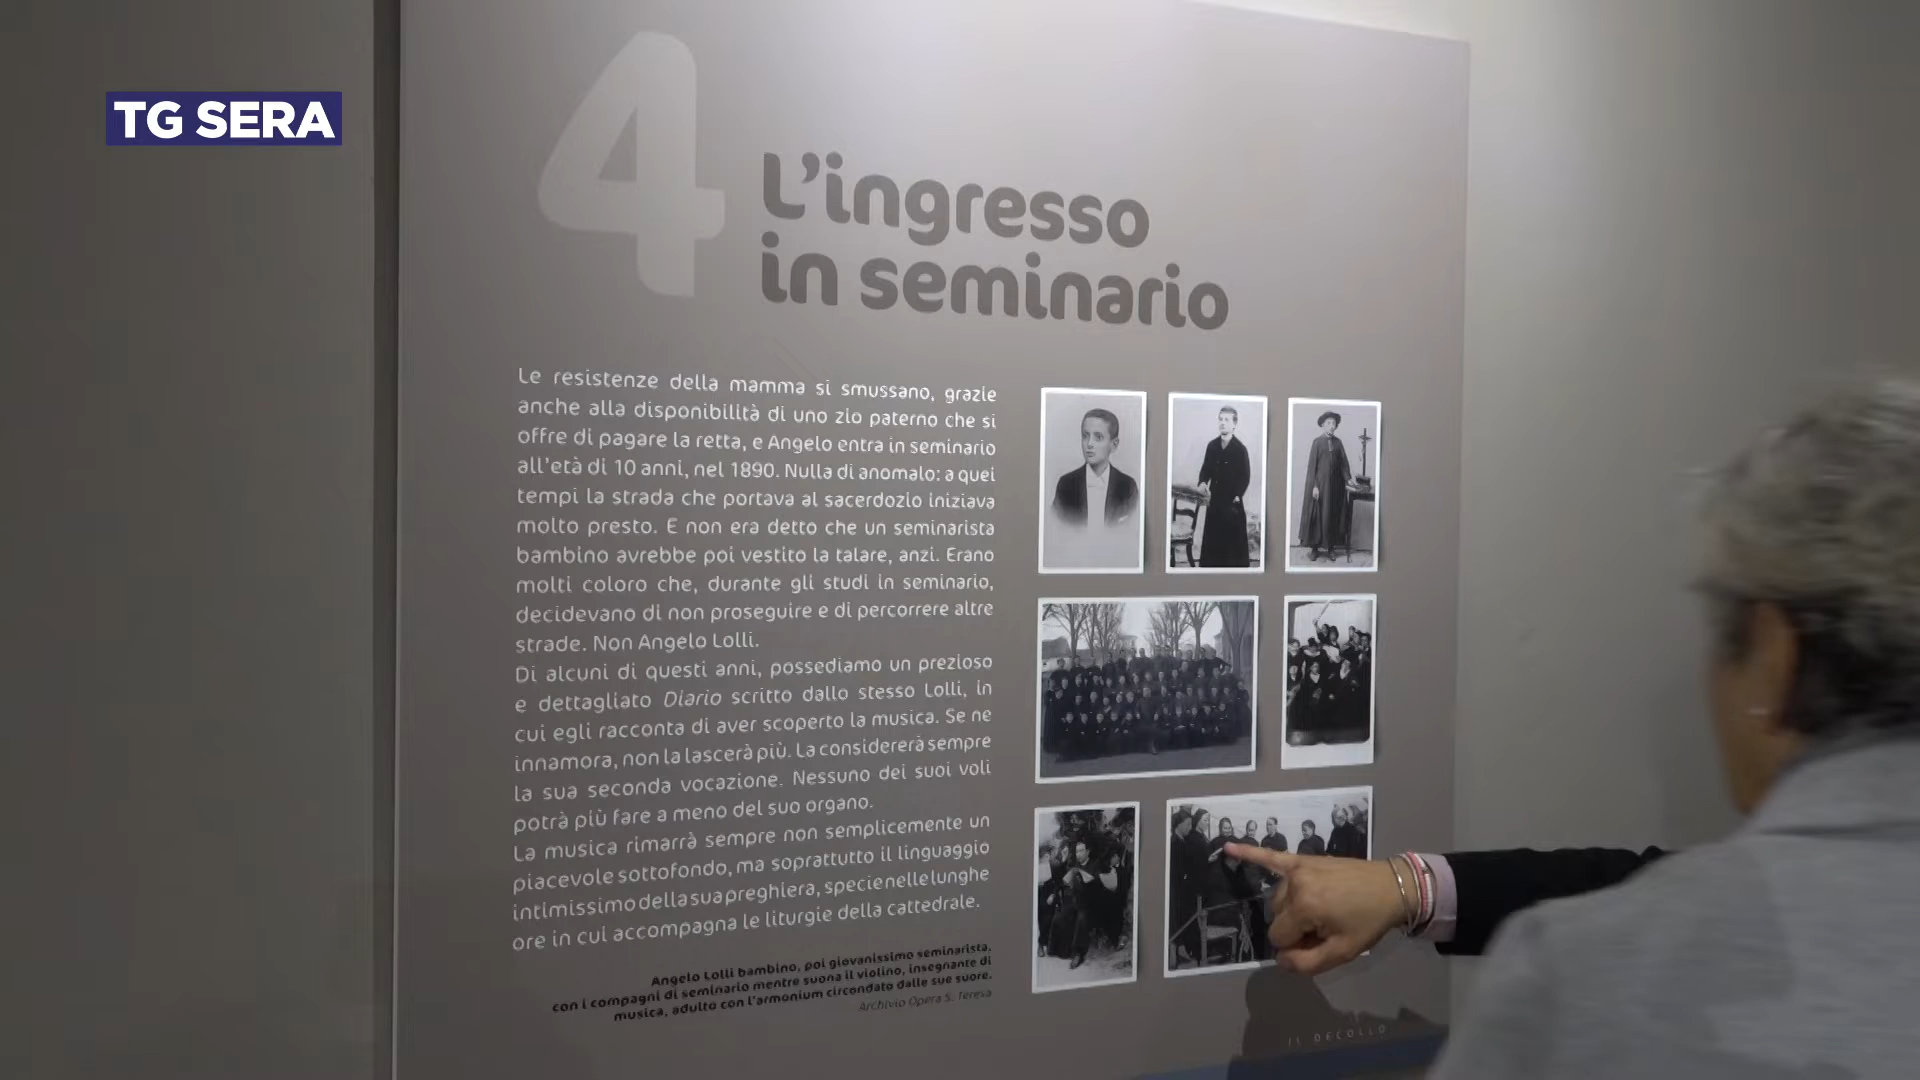 TG SERA
4
L'ingresso
in seminario
Le resistenze della mamma si smussano, grazie
anche alla disponibilità di uno zio paterno che si
offre di pagare la retta, e Angelo entra in seminario
all'età di 10 anni, nel 1890. Nulla di anomalo: a quei
tempi la strada che portava al sacerdozio iniziava
molto presto. E non era detto che un seminarista
bambino avrebbe poi vestito la talare, anzi. Erano
molti coloro che, durante gli studi in seminario,
decidevano di non proseguire e di percorrere altre
strade. Non Angelo Lolli.
Di alcuni di questi anni, possediamo un prezioso
e dettagliato Diario scritto dallo stesso Lolli, in
cui egli racconta di aver scoperto la musica. Se ne
innamora, non la lascerà più. La considererà sempre
la sua seconda vocazione. Nessuno dei suoi voli
potrà più fare a meno del suo organo.
La musica rimarrà sempre non semplicemente un
piacevole sottofondo, ma soprattutto il linguaggio
intimissimo della sua preghiera, specie nelle lunghe
ore in cui accompagna le liturgie della cattedrale.
Angelo Lolli bambino, poi giovanissimo seminarista,
con i compagni di seminario mentre suona il violino, insegnante di
musica, adulto con l'armonium circondato dalle sue suore.
Archivio Opera S. Teresa
IL DECOLLO